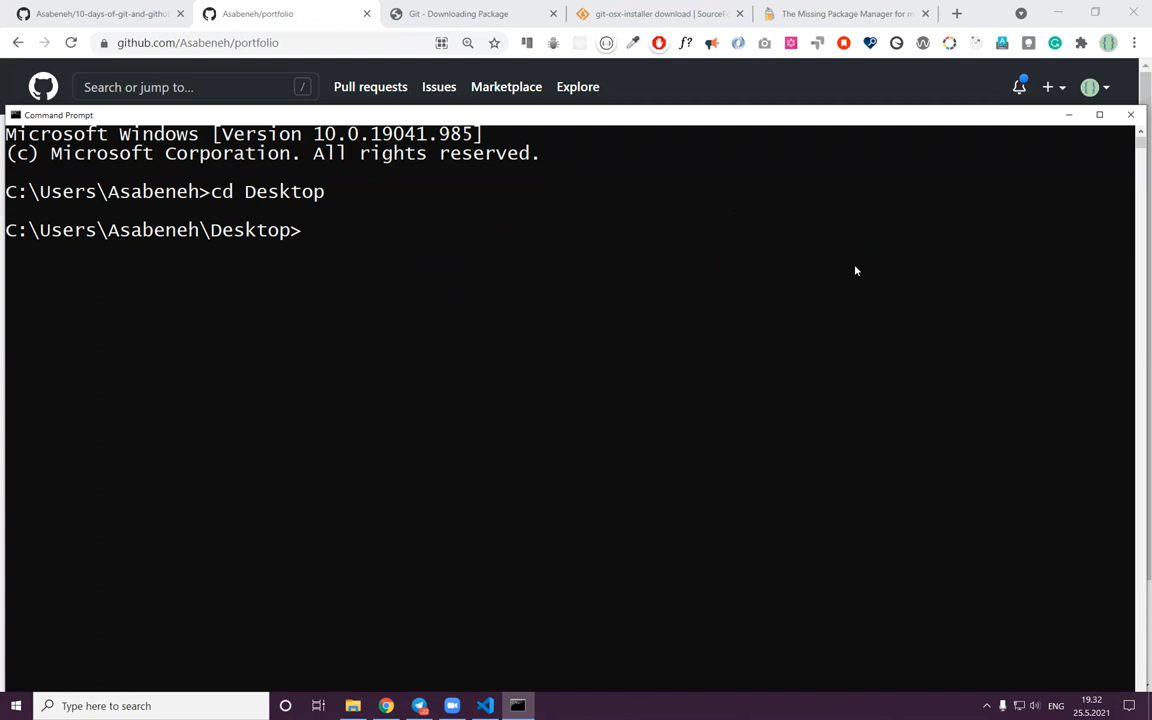 Asabeneh/10-days-of-git-and-githu
Asabeneh/portfolio
Git - Downloading Package
git-osx-installer download | SourceFo
The Missing Package Manager for m
github.com/Asabeneh/portfolio
f?
Search or jump to...
/
Pull requests
Issues
Marketplace
Explore
Command Prompt
Microsoft Windows [Version 10.0.19041.985]
(c) Microsoft Corporation. All rights reserved.
C:\Users\Asabeneh>cd Desktop
C:\Users\Asabeneh\Desktop>
Type here to search
ENG
19.32
25.5.2021